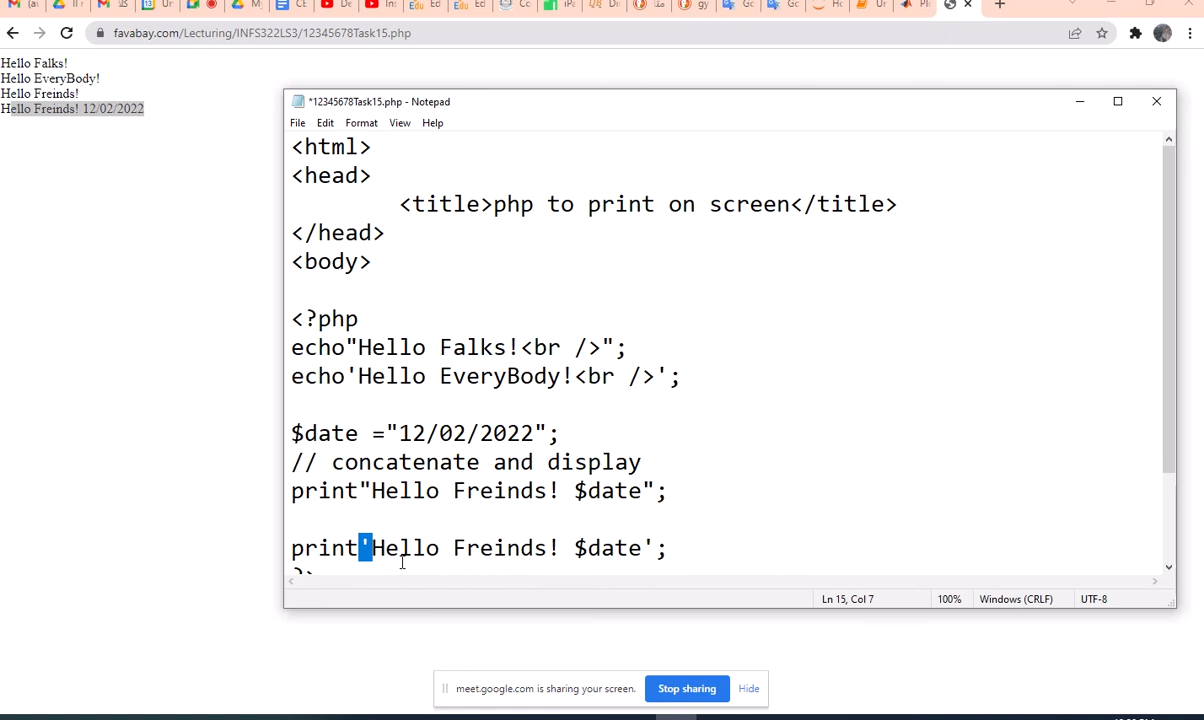 favabay.com/Lecturing/INFS322LS3/12345678Task15.php
Hello Falks!
Hello EveryBody!
Hello Freinds!
Hello Freinds! 12/02/2022
*12345678Task15.php - Notepad
File Edit Format View Help
<html>
<head>
<title>php to print on screen</title>
</head>
<body>
<?php
echo"Hello Falks!<br />";
echo'Hello EveryBody!<br />';
$date ="12/02/2022";
// concatenate and display
print"Hello Freinds! $date";
print'Hello Freinds! $date';
?>
Ln 15, Col 7 100% Windows (CRLF) UTF-8
meet.google.com is sharing your screen. Stop sharing Hide